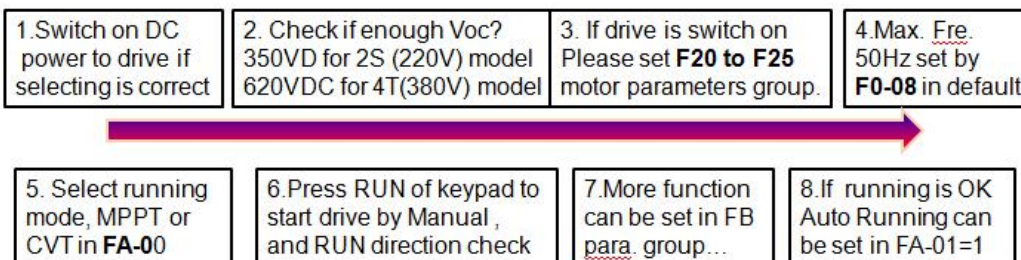 1.Switch on DC
power to drive if
selecting is correct
2. Check if enough Voc?
350VD for 2S (220V) model
620VDC for 4T(380V) model
3. If drive is switch on
Please set F20 to F25
motor parameters group.
4.Max. Fre.
50Hz set by
F0-08 in default
5. Select running
mode, MPPT or
CVT in FA-00
6.Press RUN of keypad to
start drive by Manual ,
and RUN direction check
7.More function
can be set in FB
para. group...
8.If running is OK
Auto Running can
be set in FA-01=1